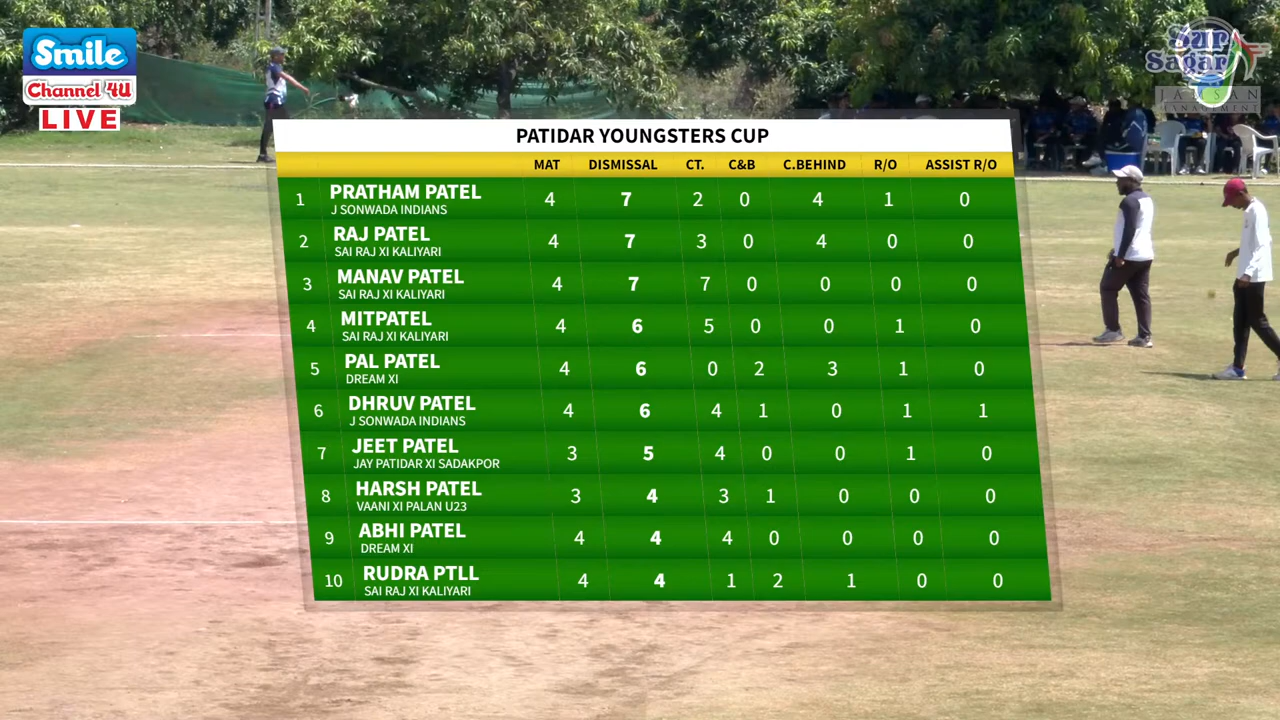 Smile
Channel 4U
LIVE
Sur
Sagar
JAHSAN
MANAGEMENT
PATIDAR YOUNGSTERS CUP
MAT DISMISSAL CT. C&B C.BEHIND R/O ASSIST R/O
1 PRATHAM PATEL 4 7 2 0 4 1 0
J SONWADA INDIANS
2 RAJ PATEL 4 7 3 0 4 0 0
SAI RAJ XI KALIYARI
3 MANAV PATEL 4 7 7 0 0 0 0
SAI RAJ XI KALIYARI
4 MITPATEL 4 6 5 0 0 1 0
SAI RAJ XI KALIYARI
5 PAL PATEL 4 6 0 2 3 1 0
DREAM XI
6 DHRUV PATEL 4 6 4 1 0 1 1
J SONWADA INDIANS
7 JEET PATEL 3 5 4 0 0 1 0
JAY PATIDAR XI SADAKPOR
8 HARSH PATEL 3 4 3 1 0 0 0
VAANI XI PALAN U23
9 ABHI PATEL 4 4 4 0 0 0 0
DREAM XI
10 RUDRA PTLL 4 4 1 2 1 0 0
SAI RAJ XI KALIYARI